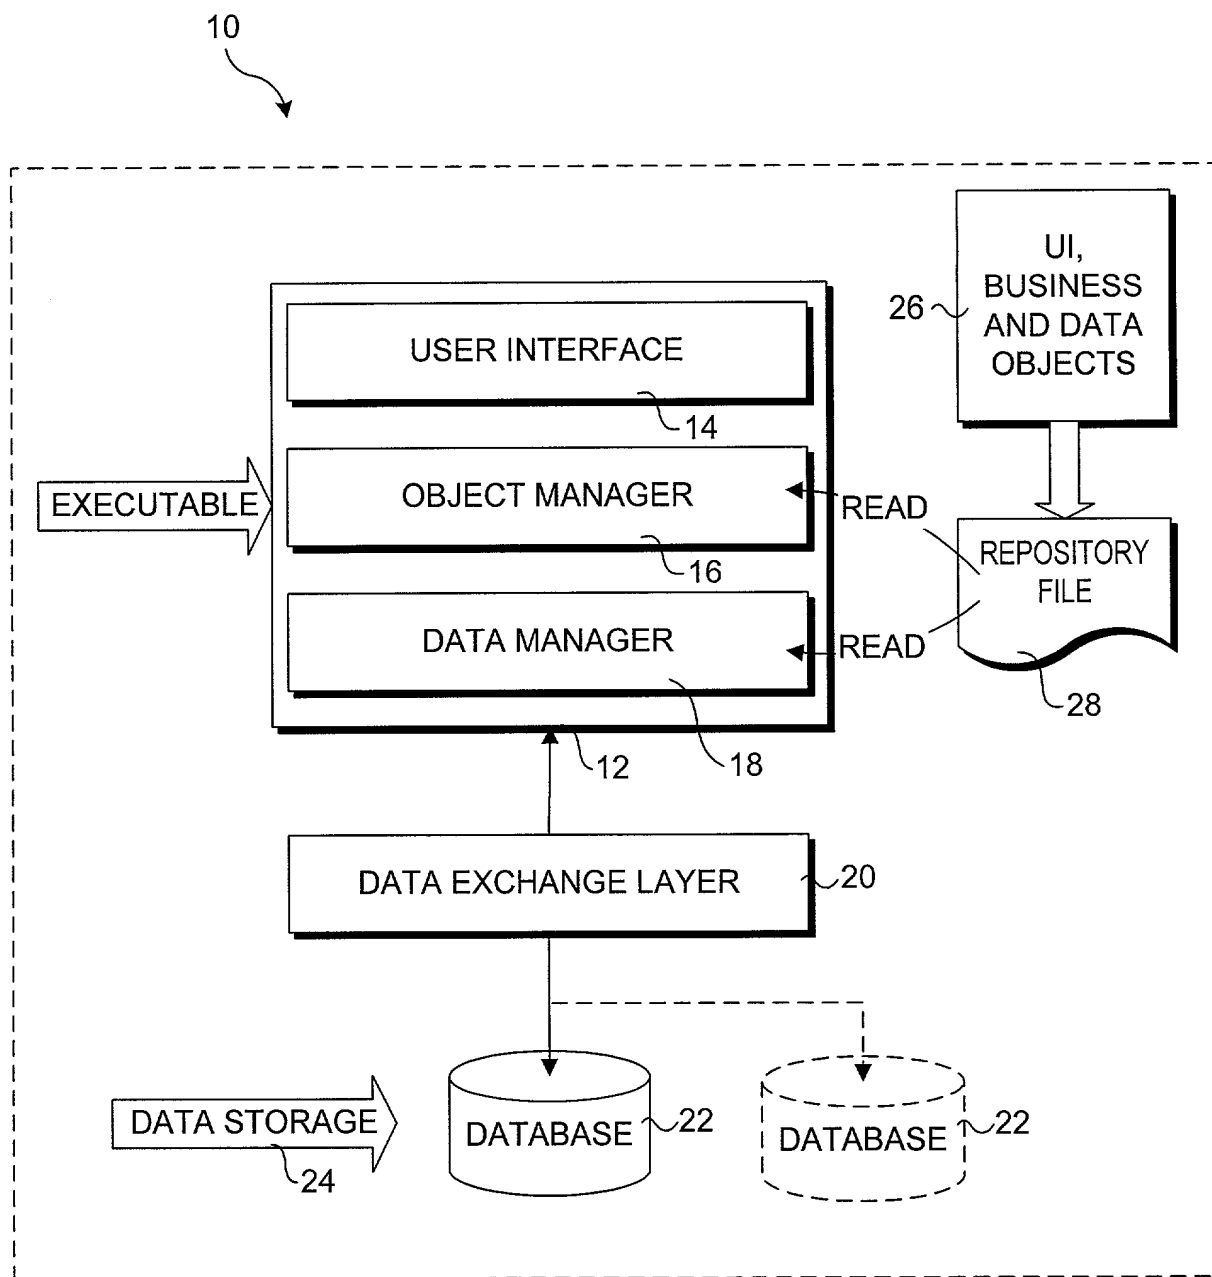 10
UI,
BUSINESS
AND DATA
OBJECTS
26
USER INTERFACE
14
EXECUTABLE
OBJECT MANAGER
READ
16
REPOSITORY
FILE
DATA MANAGER
READ
28
12
18
DATA EXCHANGE LAYER
20
DATA STORAGE
24
DATABASE
22
DATABASE
22